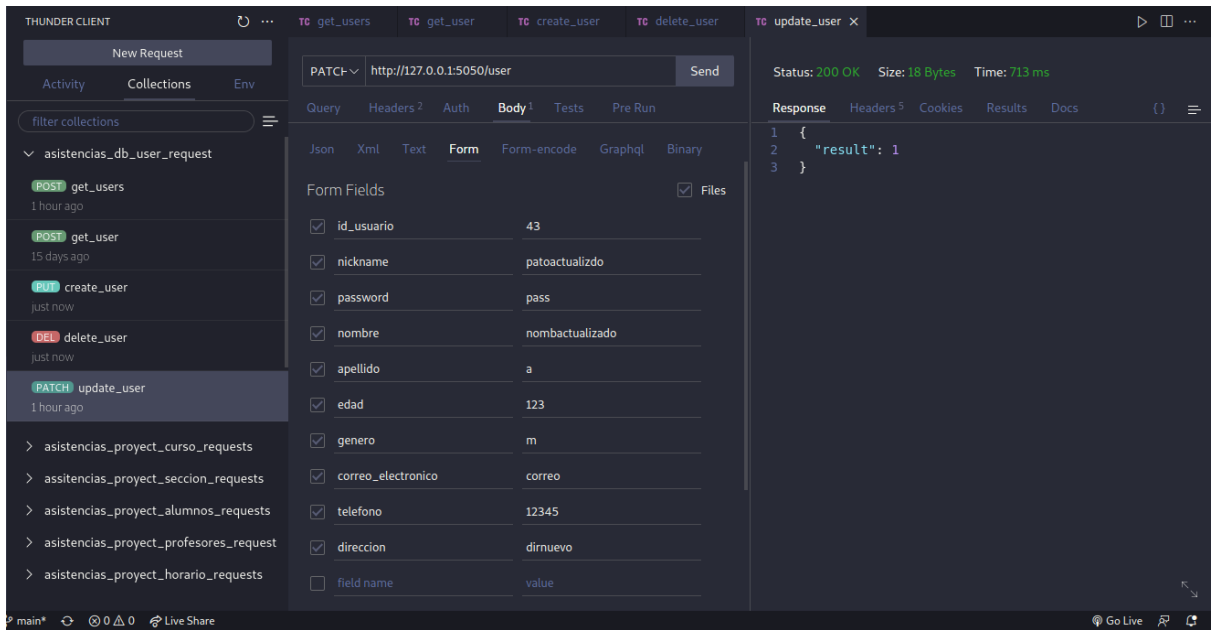 THUNDER CLIENT
New Request
Activity Collections Env
filter collections
asistencias_db_user_request
POST get_users
1 hour ago
POST get_user
15 days ago
PUT create_user
just now
DEL delete_user
just now
PATCH update_user
1 hour ago
asistencias_proyect_curso_requests
assitencias_proyect_seccion_requests
asistencias_proyect_alumnos_requests
asistencias_proyect_profesores_request
asistencias_proyect_horario_requests
TC get_users TC get_user TC create_user TC delete_user TC update_user
PATCH http://127.0.0.1:5050/user Send
Query Headers 2 Auth Body 1 Tests Pre Run
Json Xml Text Form Form-encode Graphql Binary
Form Fields Files
id_usuario 43
nickname patoactualizdo
password pass
nombre nombactualizado
apellido a
edad 123
genero m
correo_electronico correo
telefono 12345
direccion dirnuevo
field name value
Status: 200 OK Size: 18 Bytes Time: 713 ms
Response Headers 5 Cookies Results Docs {}
1 {
2 "result": 1
3 }
main* 0 0 Live Share Go Live